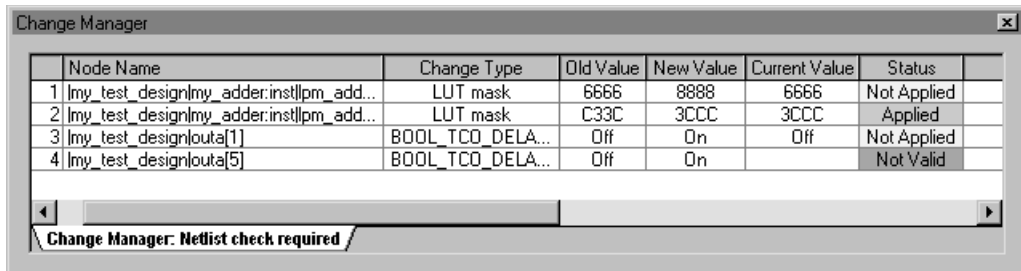 Change Manager
Node Name Change Type Old Value New Value Current Value Status
1 |my_test_design|my_adder:inst|lpm_add... LUT mask 6666 8888 6666 Not Applied
2 |my_test_design|my_adder:inst|lpm_add... LUT mask C33C 3CCC 3CCC Applied
3 |my_test_design|outa[1] BOOL_TCO_DELA... Off On Off Not Applied
4 |my_test_design|outa[5] BOOL_TCO_DELA... Off On Not Valid
Change Manager: Netlist check required